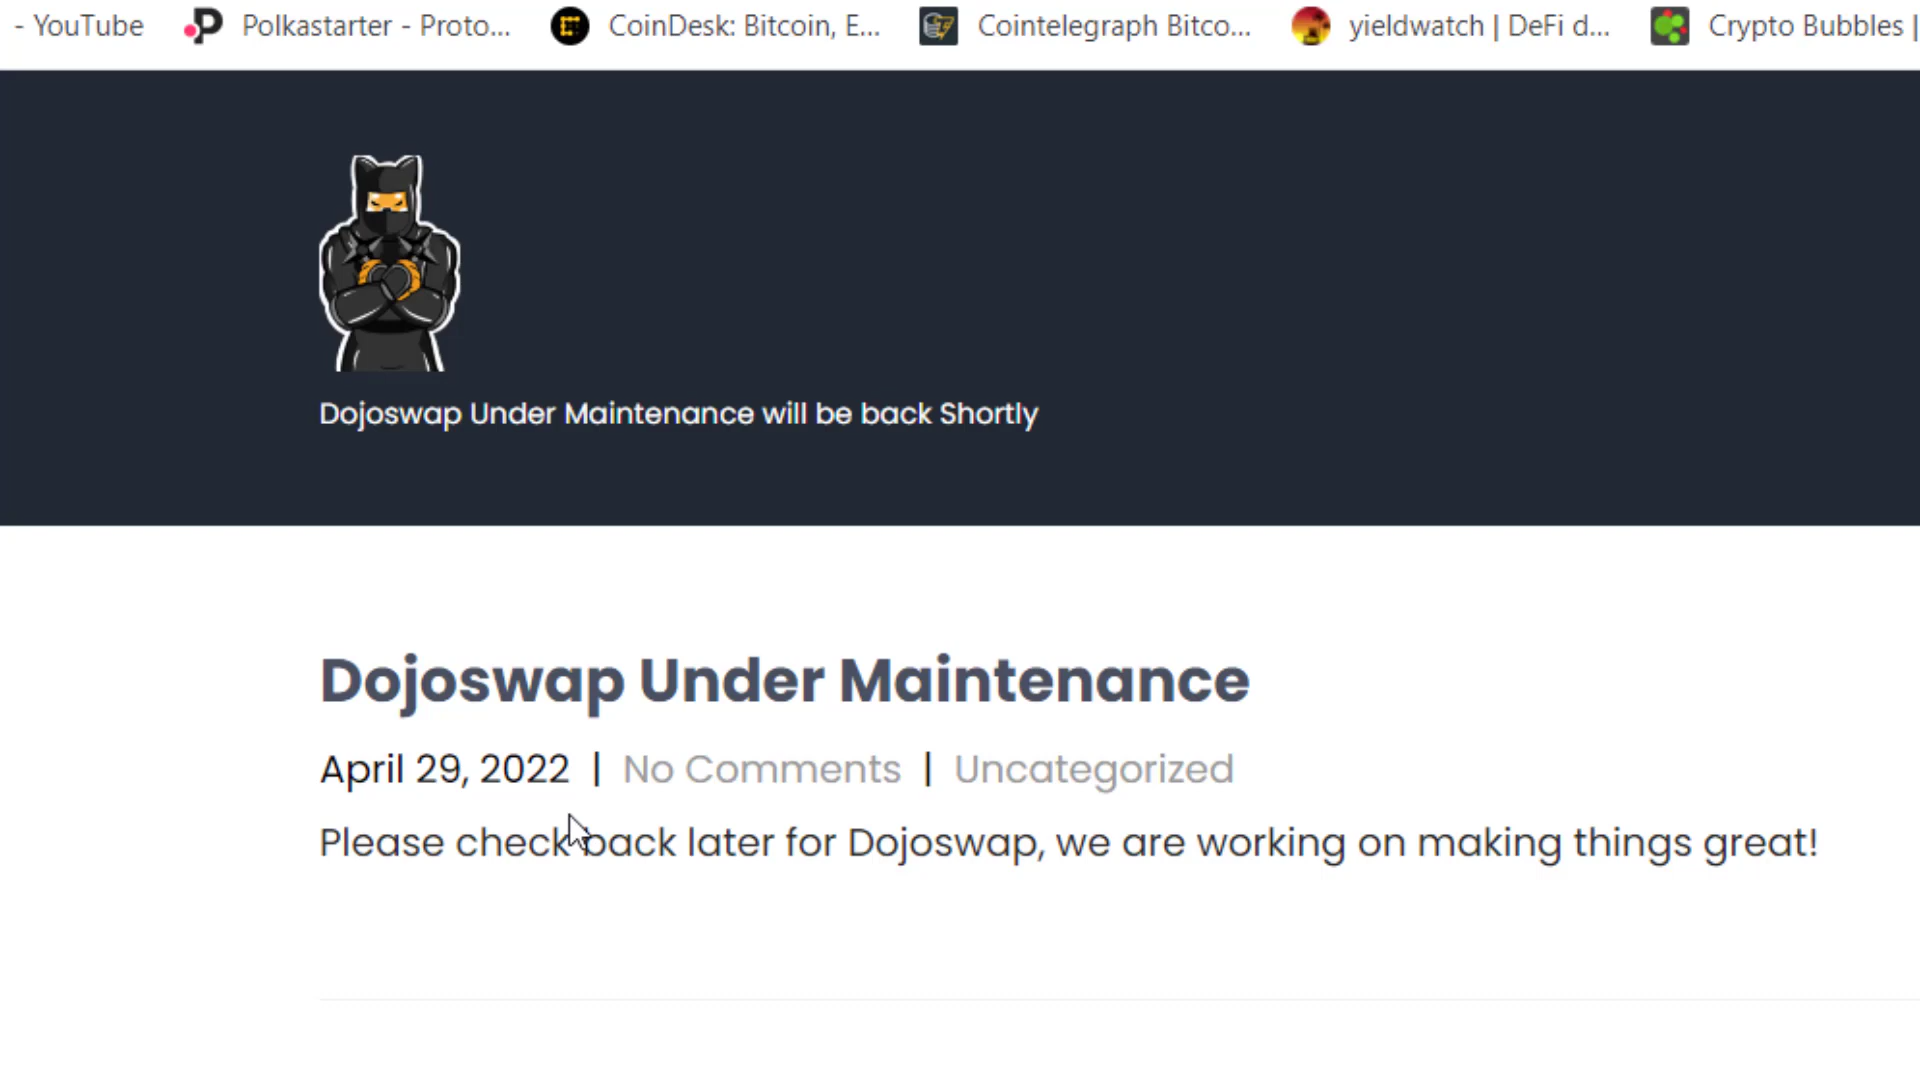 - YouTube Polkastarter - Proto... CoinDesk: Bitcoin, E... Cointelegraph Bitco... yieldwatch | DeFi d... Crypto Bubbles |
Dojoswap Under Maintenance will be back Shortly
Dojoswap Under Maintenance
April 29, 2022 | No Comments | Uncategorized
Please check back later for Dojoswap, we are working on making things great!